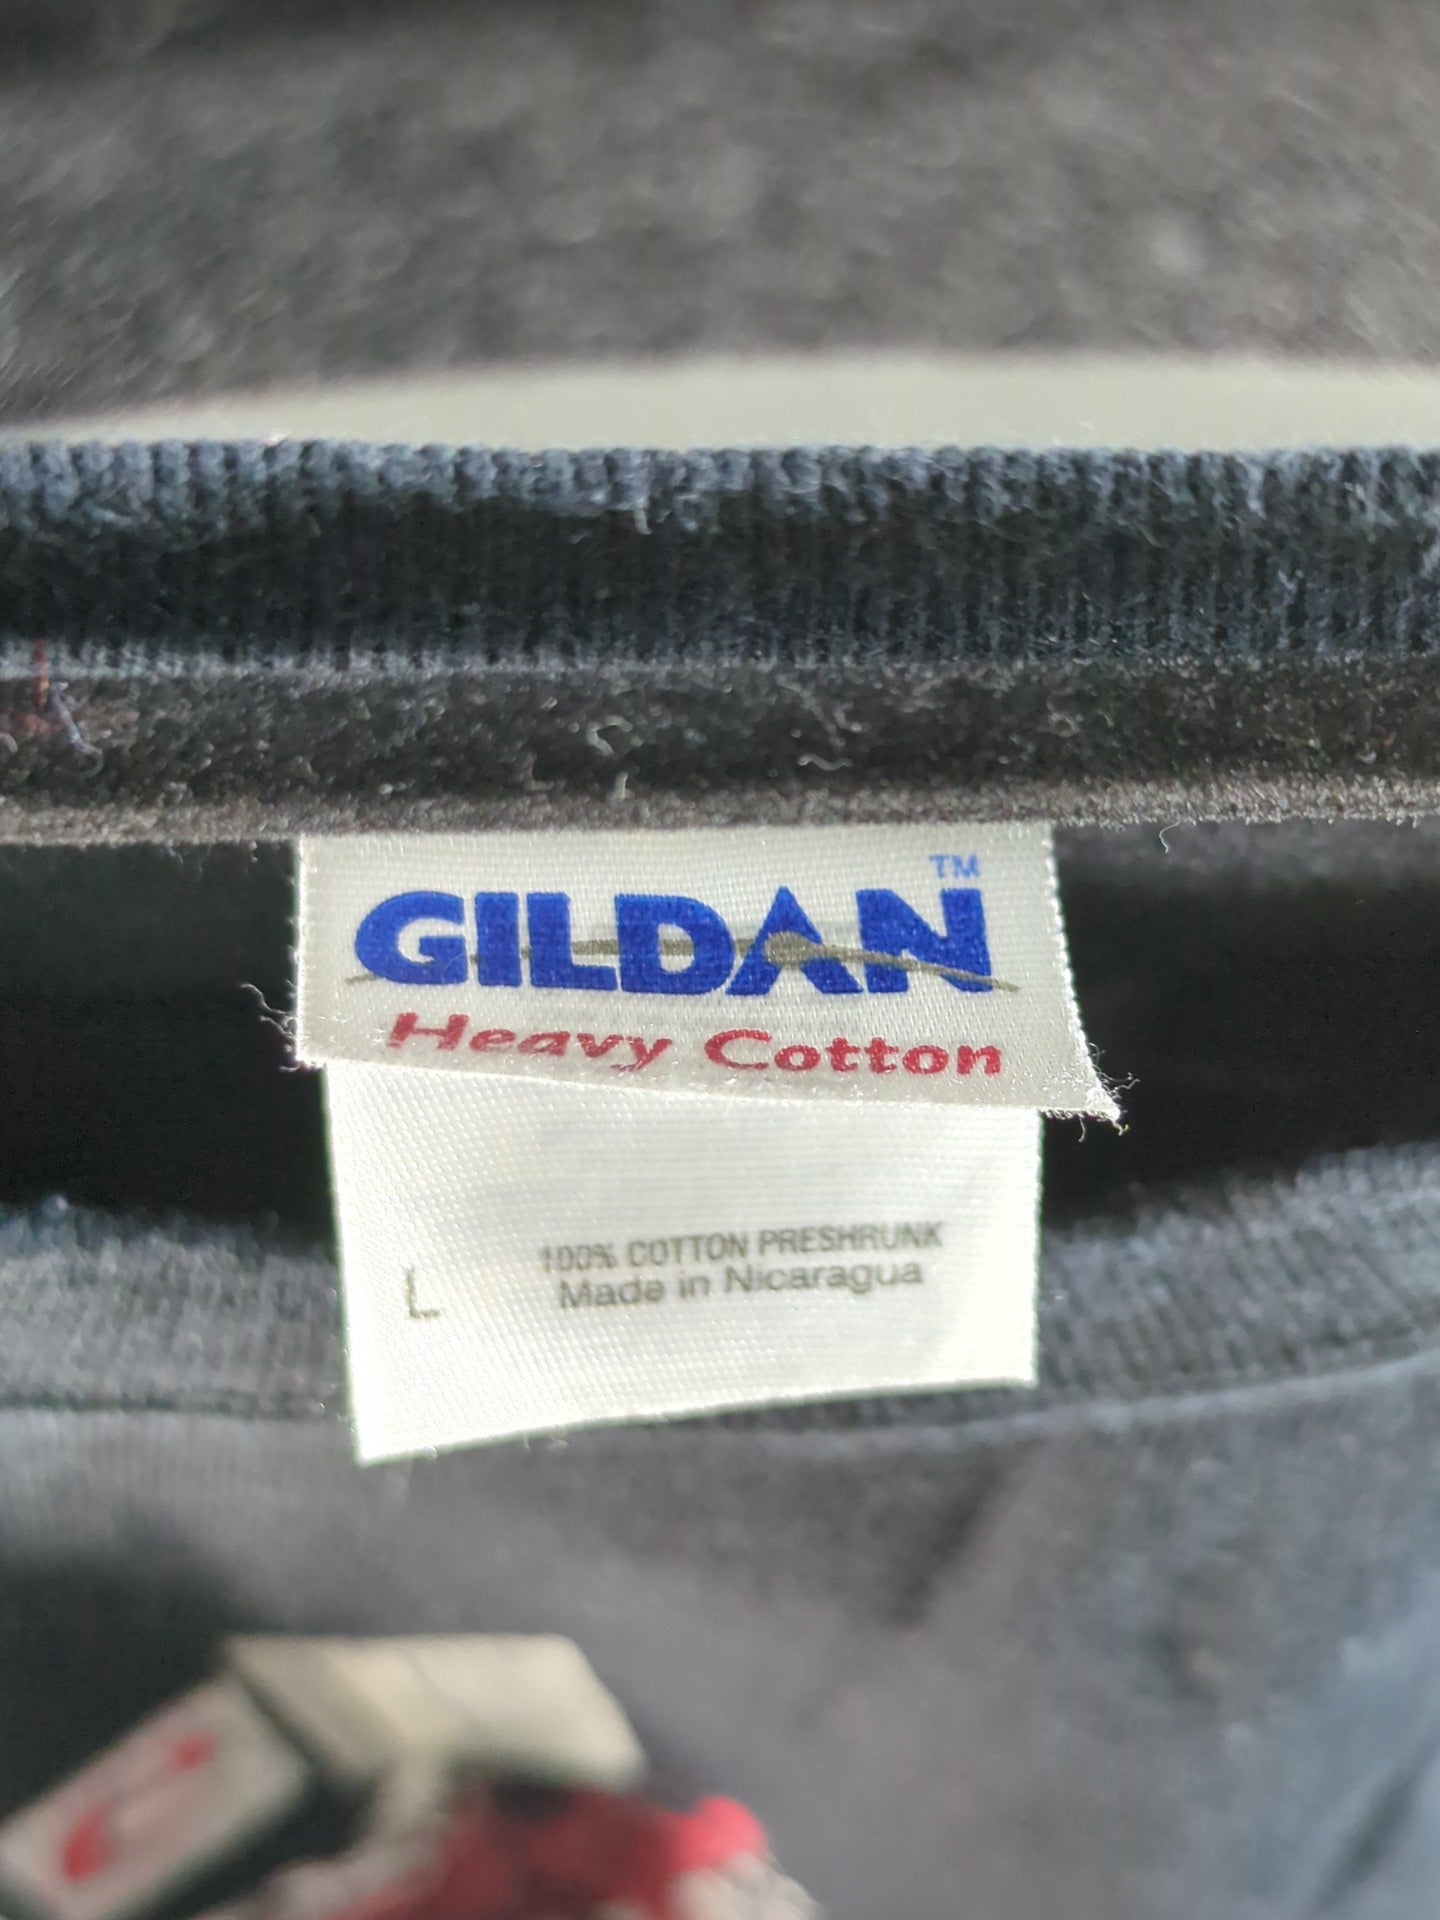 GILDAN™
Heavy Cotton
100% COTTON PRESHRUNK
L Made in Nicaragua